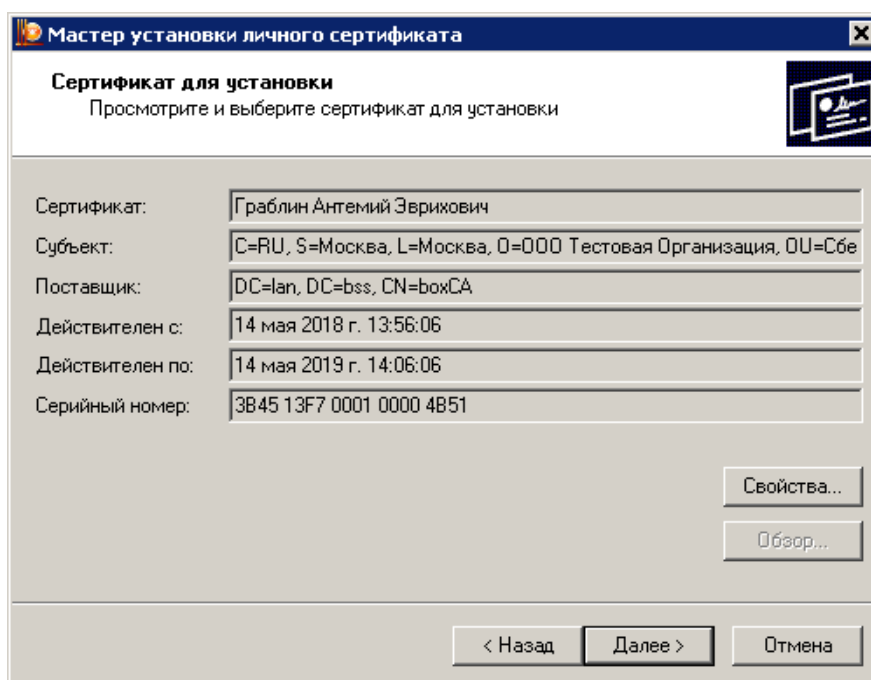 Мастер установки личного сертификата
Сертификат для установки
Просмотрите и выберите сертификат для установки
Сертификат: Граблин Антемий Эврихович
Субъект: C=RU, S=Москва, L=Москва, O=ООО Тестовая Организация, OU=Сбе
Поставщик: DC=lan, DC=bss, CN=boxCA
Действителен с: 14 мая 2018 г. 13:56:06
Действителен по: 14 мая 2019 г. 14:06:06
Серийный номер: 3B45 13F7 0001 0000 4B51
Свойства...
Обзор...
< Назад Далее > Отмена